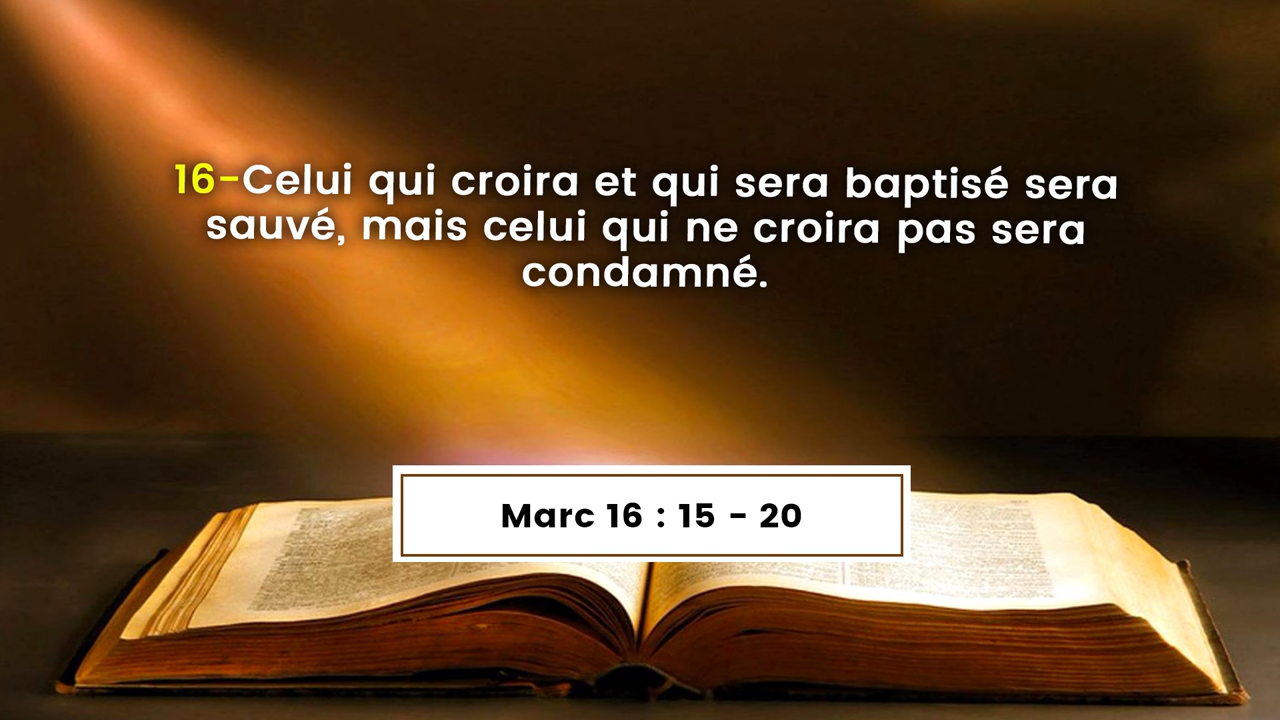 16-Celui qui croira et qui sera baptisé sera
sauvé, mais celui qui ne croira pas sera
condamné.
Marc 16 : 15 - 20